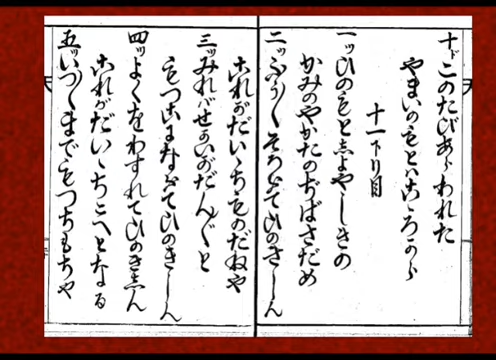 十ドこのたびあらわれた
やまいのもとハこゝろから
十一下り目
一ッひのもとしよやしきの
かみのやかたのぢばさだめ
二ッふうふそろうてひのきしん
これがだいゝちものだねや
三ッみれバせかいがだん〲と
もつこになうてひのきしん
四ッよくをわすれてひのきしん
これがだいゝちこへとなる
五ッいつ〱までもつちもちや